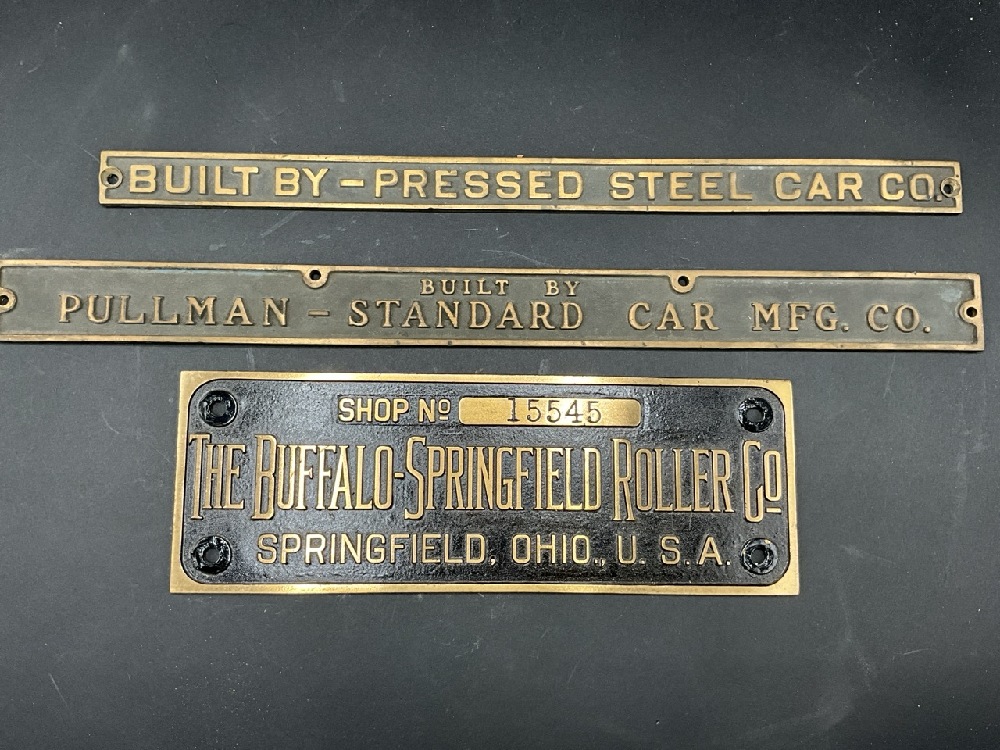 BUILT BY - PRESSED STEEL CAR CO.
BUILT BY
PULLMAN - STANDARD CAR MFG. CO.
SHOP No 15545
THE BUFFALO-SPRINGFIELD ROLLER Co
SPRINGFIELD, OHIO., U. S. A.